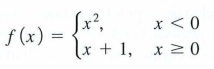 f(x) = { x², x < 0
x + 1, x ≥ 0